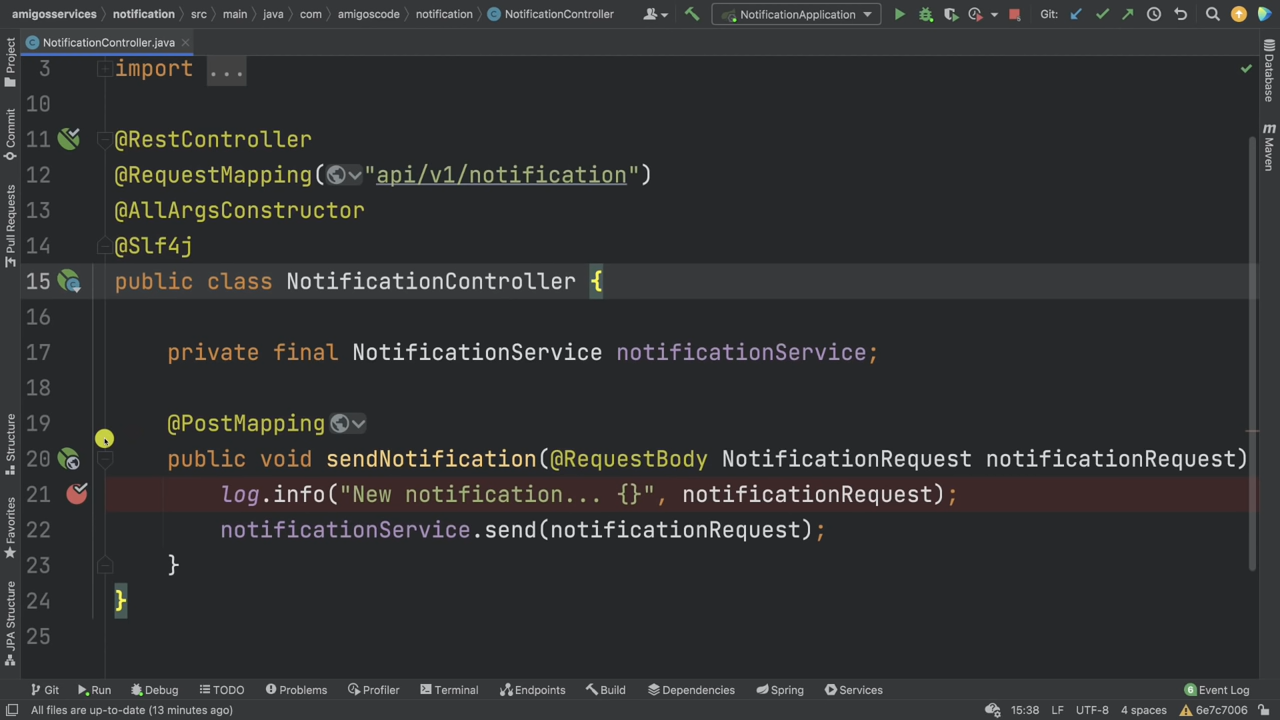 amigosservices notification src main java com amigoscode notification NotificationController NotificationApplication Git:
NotificationController.java
Project
Commit
Pull Requests
Structure
Favorites
JPA Structure
Database
Maven
3 import ...
10
11 @RestController
12 @RequestMapping("api/v1/notification")
13 @AllArgsConstructor
14 @Slf4j
15 public class NotificationController {
16
17 private final NotificationService notificationService;
18
19 @PostMapping
20 public void sendNotification(@RequestBody NotificationRequest notificationRequest)
21 log.info("New notification... {}", notificationRequest);
22 notificationService.send(notificationRequest);
23 }
24 }
25
Git Run Debug TODO Problems Profiler Terminal Endpoints Build Dependencies Spring Services 6 Event Log
All files are up-to-date (13 minutes ago) 15:38 LF UTF-8 4 spaces 6e7c7006